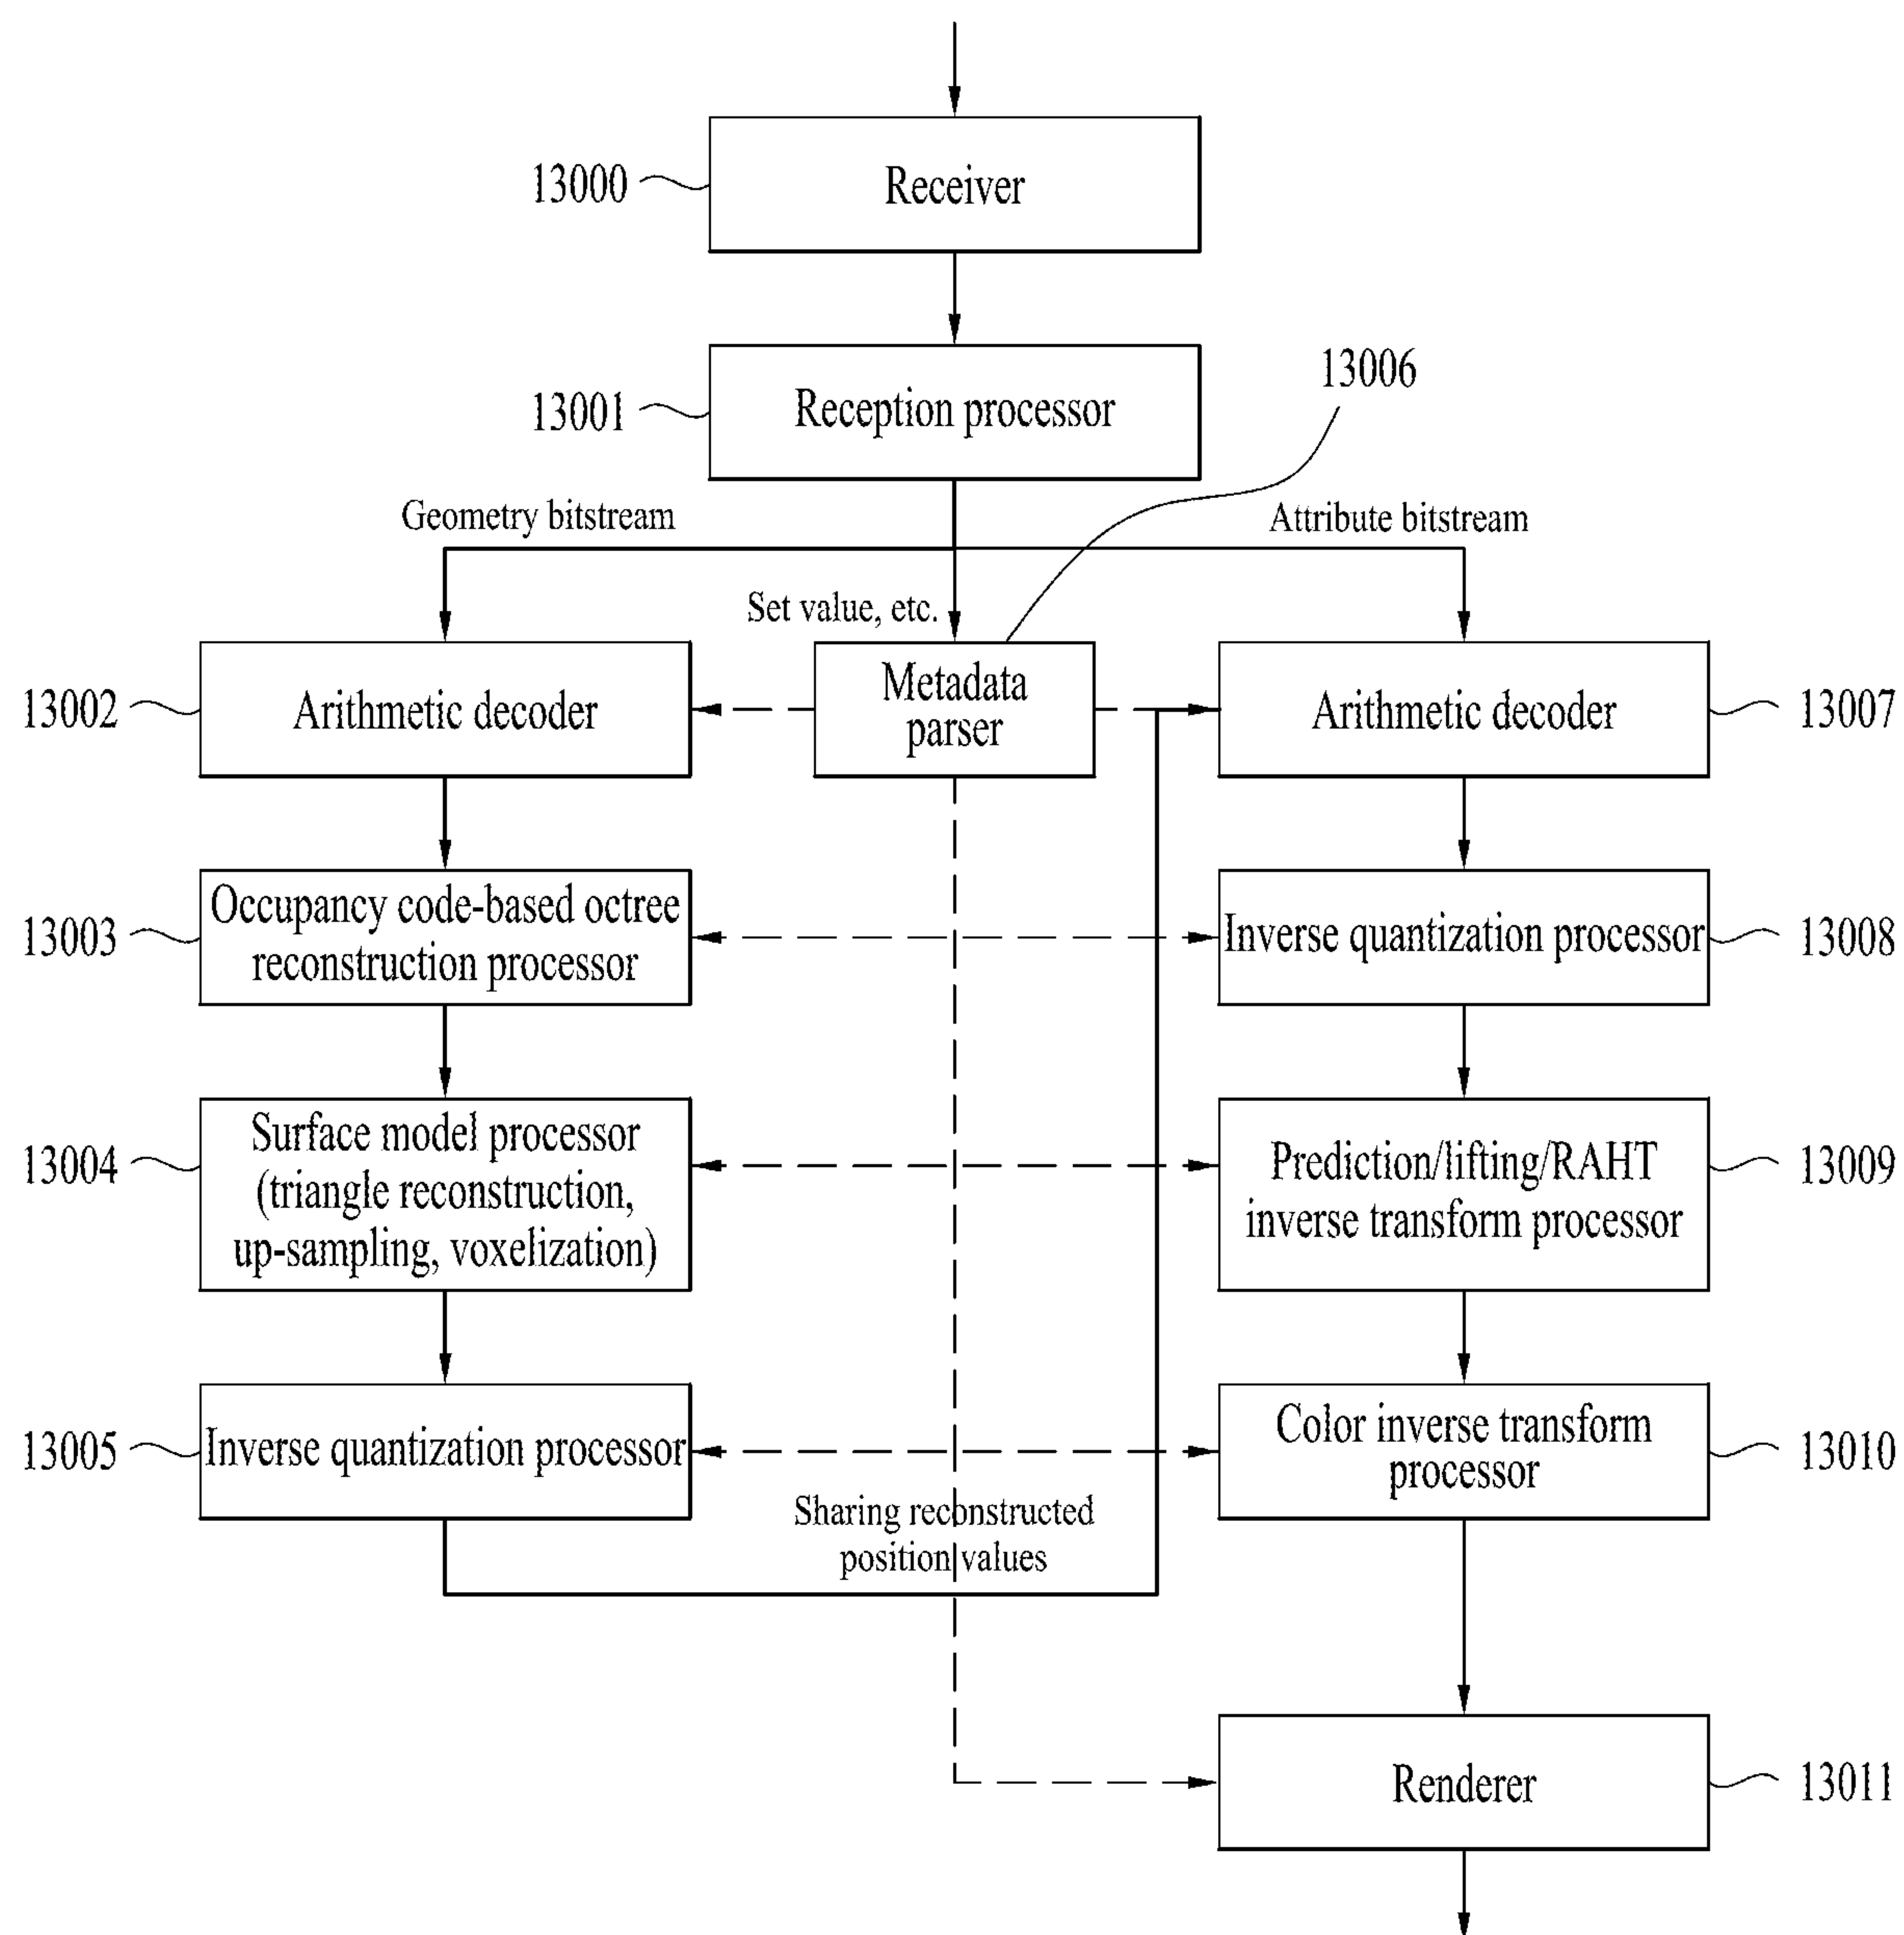 13000
Receiver
13001
Reception processor
13006
Geometry bitstream
Attribute bitstream
Set value, etc.
13002
Arithmetic decoder
Metadata
parser
Arithmetic decoder
13007
13003
Occupancy code-based octree
reconstruction processor
Inverse quantization processor
13008
13004
Surface model processor
(triangle reconstruction,
up-sampling, voxelization)
Prediction/lifting/RAHT
inverse transform processor
13009
13005
Inverse quantization processor
Color inverse transform
processor
13010
Sharing reconstructed
position values
Renderer
13011